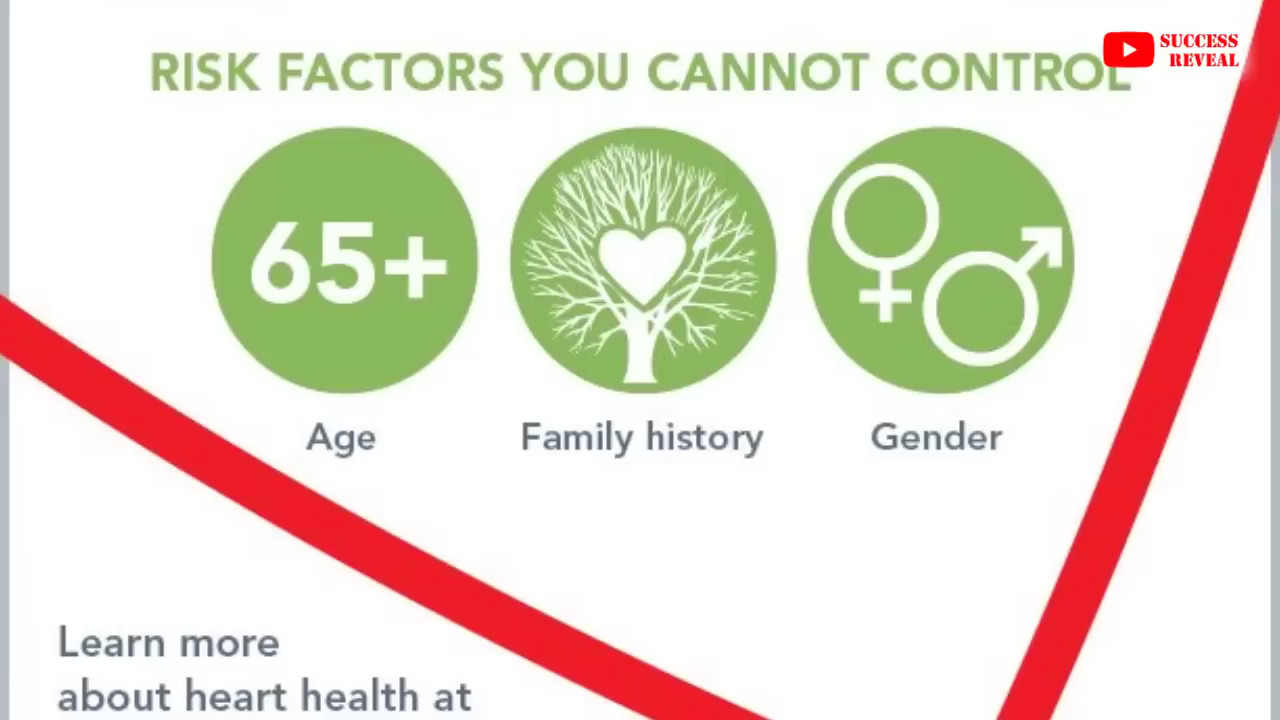 RISK FACTORS YOU CANNOT CONTROL
SUCCESS
REVEAL
65+
Age
Family history
Gender
Learn more
about heart health at